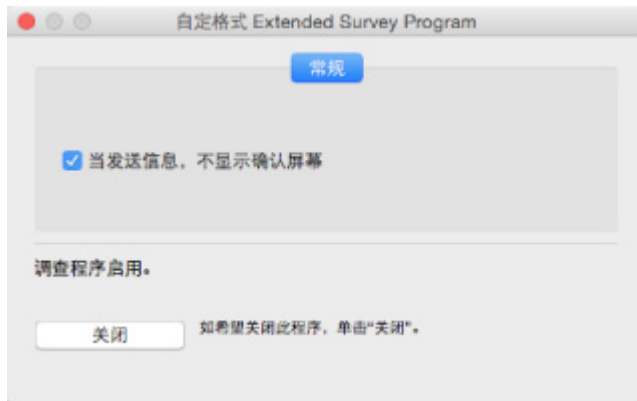 自定格式 Extended Survey Program
常规
当发送信息，不显示确认屏幕
调查程序启用。
关闭
如希望关闭此程序，单击“关闭”。